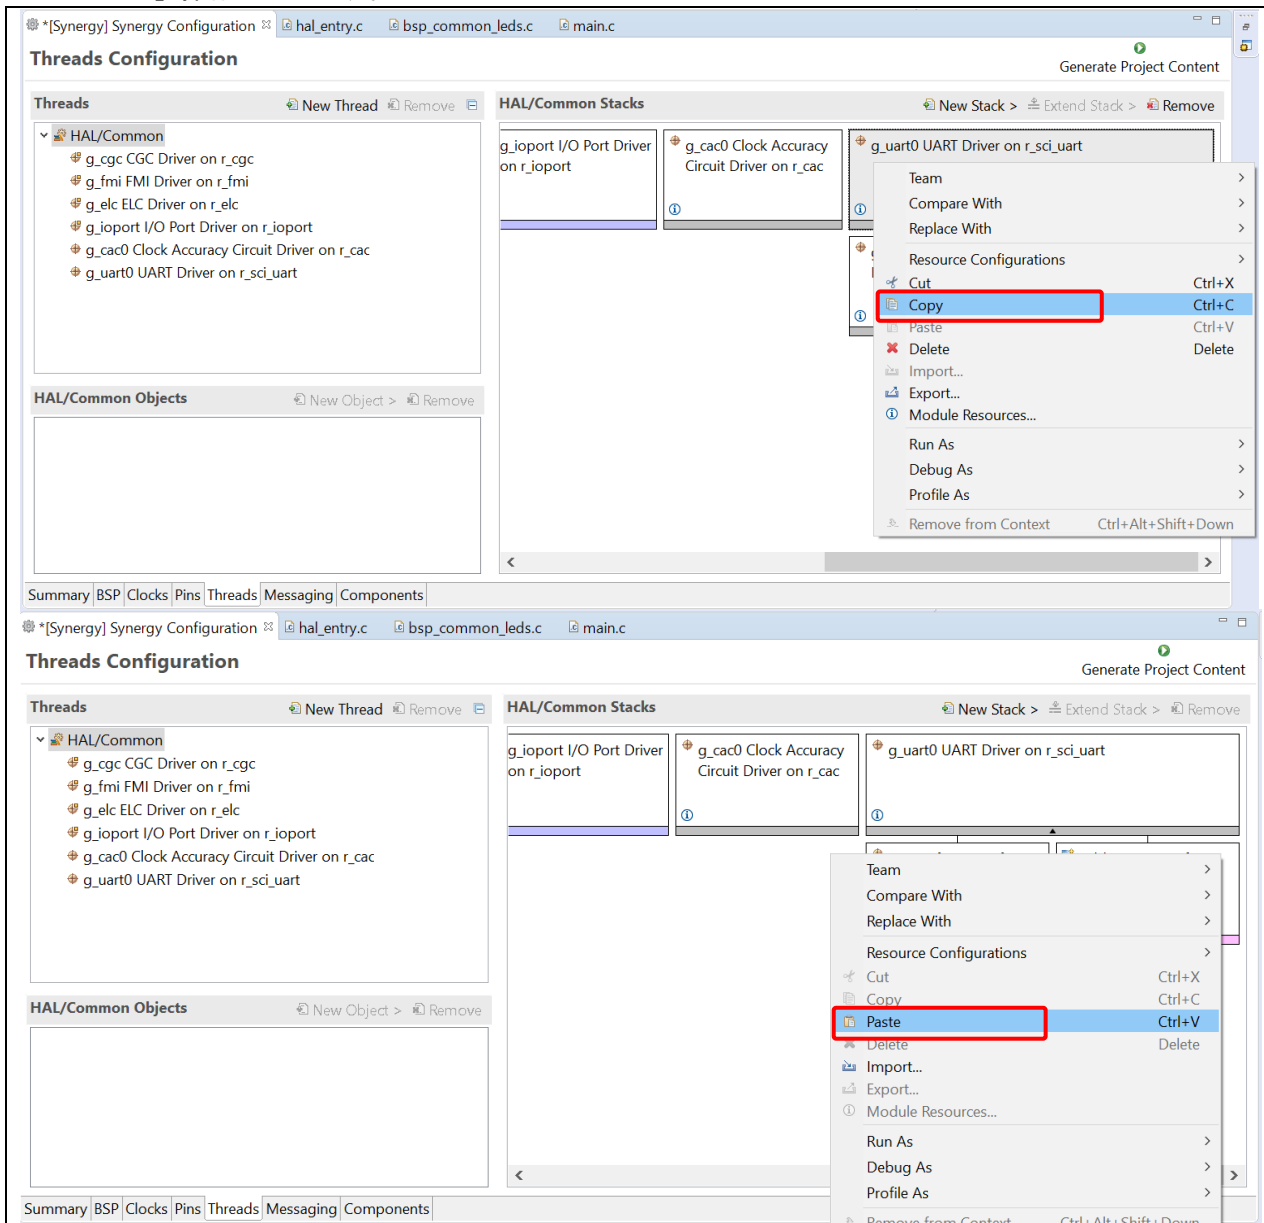 *[Synergy] Synergy Configuration hal_entry.c bsp_common_leds.c main.c
Threads Configuration
Generate Project Content
Threads New Thread Remove HAL/Common Stacks New Stack > Extend Stack > Remove
HAL/Common
g_cgc CGC Driver on r_cgc
g_fmi FMI Driver on r_fmi
g_elc ELC Driver on r_elc
g_ioport I/O Port Driver on r_ioport
g_cac0 Clock Accuracy Circuit Driver on r_cac
g_uart0 UART Driver on r_sci_uart
g_ioport I/O Port Driver
on r_ioport
g_cac0 Clock Accuracy
Circuit Driver on r_cac
g_uart0 UART Driver on r_sci_uart
Team
Compare With
Replace With
Resource Configurations
Cut Ctrl+X
Copy Ctrl+C
Paste Ctrl+V
Delete Delete
Import...
Export...
Module Resources...
Run As
Debug As
Profile As
Remove from Context Ctrl+Alt+Shift+Down
HAL/Common Objects New Object > Remove
Summary BSP Clocks Pins Threads Messaging Components
*[Synergy] Synergy Configuration hal_entry.c bsp_common_leds.c main.c
Threads Configuration
Generate Project Content
Threads New Thread Remove HAL/Common Stacks New Stack > Extend Stack > Remove
HAL/Common
g_cgc CGC Driver on r_cgc
g_fmi FMI Driver on r_fmi
g_elc ELC Driver on r_elc
g_ioport I/O Port Driver on r_ioport
g_cac0 Clock Accuracy Circuit Driver on r_cac
g_uart0 UART Driver on r_sci_uart
g_ioport I/O Port Driver
on r_ioport
g_cac0 Clock Accuracy
Circuit Driver on r_cac
g_uart0 UART Driver on r_sci_uart
Team
Compare With
Replace With
Resource Configurations
Cut Ctrl+X
Copy Ctrl+C
Paste Ctrl+V
Delete Delete
Import...
Export...
Module Resources...
Run As
Debug As
Profile As
Remove from Context Ctrl+Alt+Shift+Down
HAL/Common Objects New Object > Remove
Summary BSP Clocks Pins Threads Messaging Components